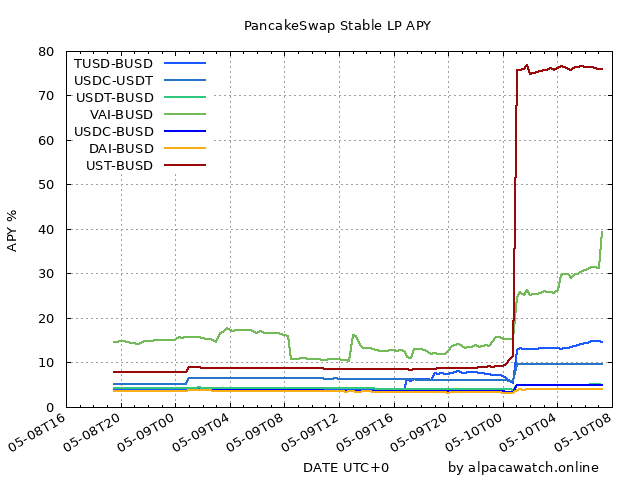 PancakeSwap Stable LP APY
80
70
60
50
40
30
20
10
0
APY %
TUSD-BUSD
USDC-USDT
USDT-BUSD
VAI-BUSD
USDC-BUSD
DAI-BUSD
UST-BUSD
05-08T16
05-08T20
05-09T00
05-09T04
05-09T08
05-09T12
05-09T16
05-09T20
05-10T00
05-10T04
05-10T08
DATE UTC+0
by alpacawatch.online